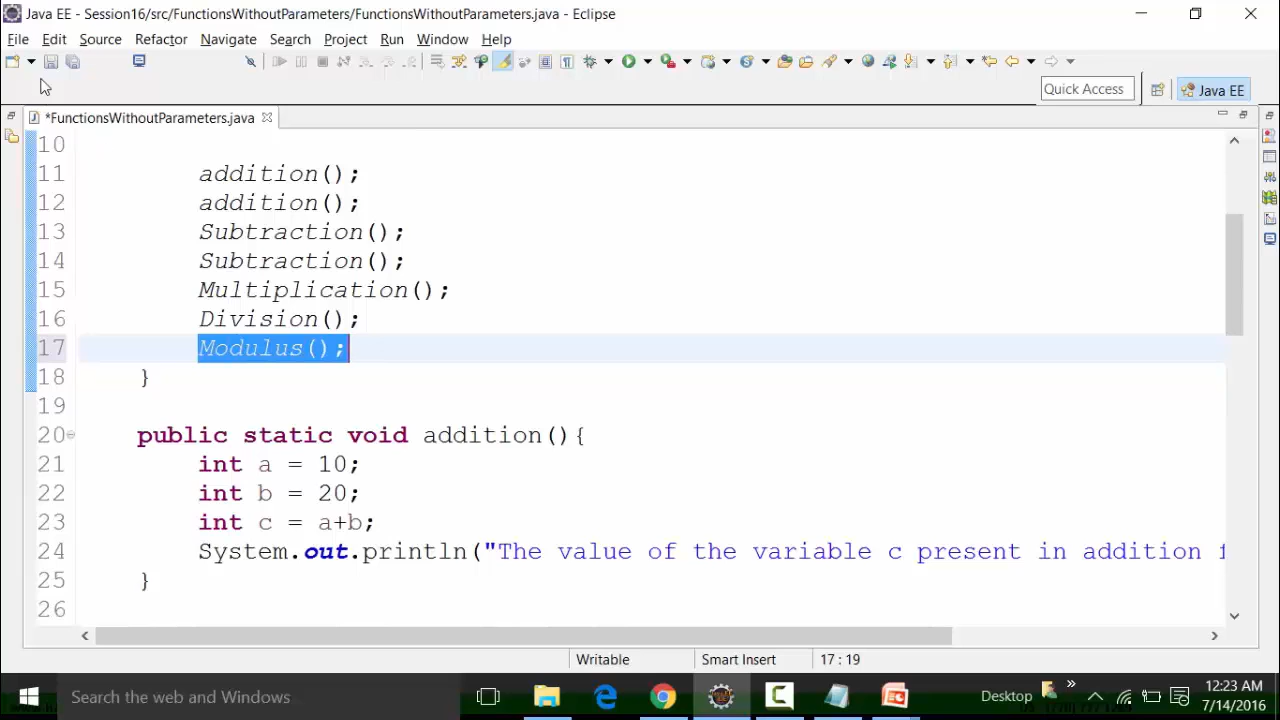 Java EE - Session16/src/FunctionsWithoutParameters/FunctionsWithoutParameters.java - Eclipse
File Edit Source Refactor Navigate Search Project Run Window Help
Quick Access Java EE
*FunctionsWithoutParameters.java
10
11 addition();
12 addition();
13 Subtraction();
14 Subtraction();
15 Multiplication();
16 Division();
17 Modulus();
18 }
19
20 public static void addition(){
21 int a = 10;
22 int b = 20;
23 int c = a+b;
24 System.out.println("The value of the variable c present in addition f
25 }
26
Writable Smart Insert 17 : 19
Search the web and Windows Desktop 12:23 AM
7/14/2016